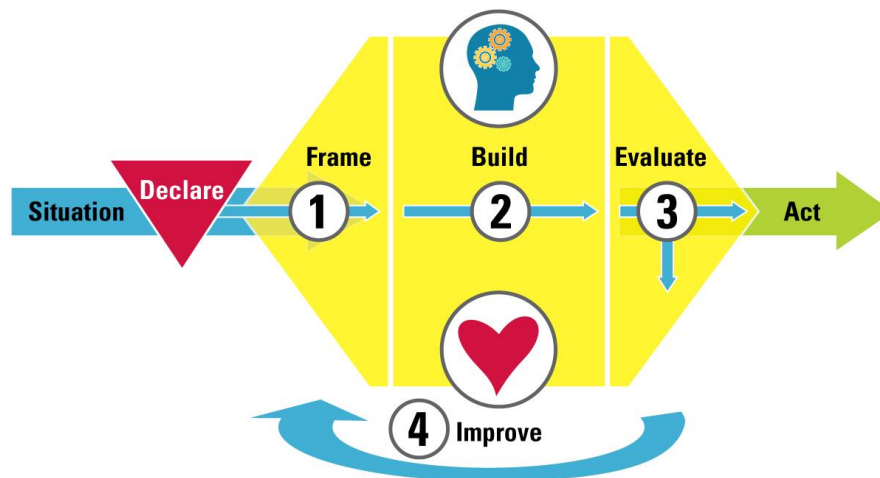 Situation
Declare
Frame
1
Build
2
Evaluate
3
Act
4
Improve